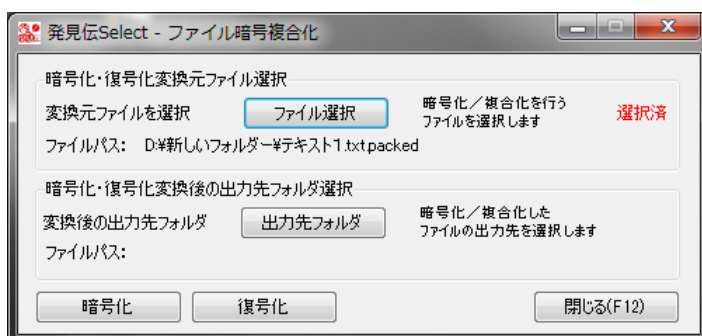 発見伝Select - ファイル暗号複合化
暗号化・復号化変換元ファイル選択
変換元ファイルを選択
ファイル選択
暗号化／複合化を行う
ファイルを選択します
選択済
ファイルパス: D:¥新しいフォルダー¥テキスト1.txt.packed
暗号化・復号化変換後の出力先フォルダ選択
変換後の出力先フォルダ
出力先フォルダ
暗号化／複合化した
ファイルの出力先を選択します
ファイルパス:
暗号化
復号化
閉じる(F12)